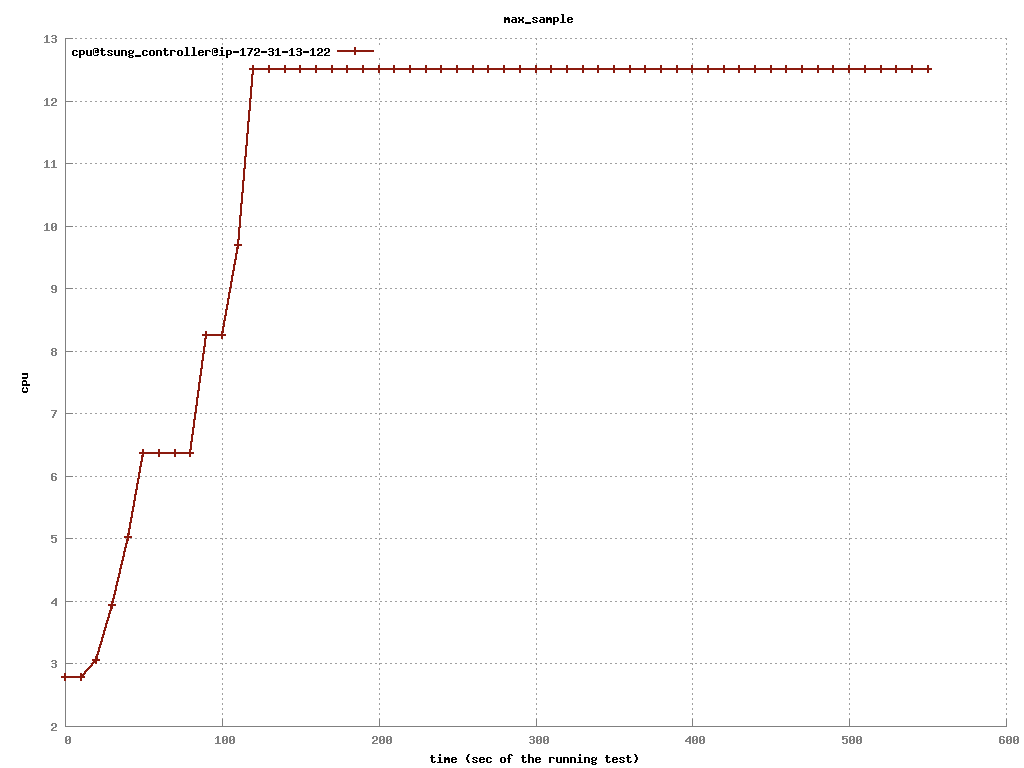 max_sample
cpu@tsung_controller@ip-172-31-13-122
13
12
11
10
9
8
7
6
5
4
3
2
cpu
0 100 200 300 400 500 600
time (sec of the running test)